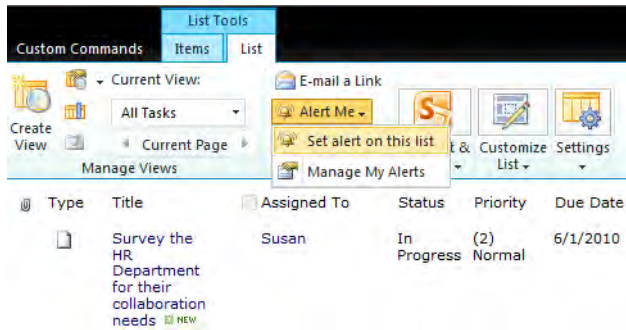 List Tools
Custom Commands Items List
Current View:
E-mail a Link
All Tasks
Alert Me
Create
View
Set alert on this list
t & Customize Settings
List
Current Page
Manage My Alerts
Manage Views
Type Title Assigned To Status Priority Due Date
Survey the Susan In (2) 6/1/2010
HR Progress Normal
Department
for their
collaboration
needs NEW